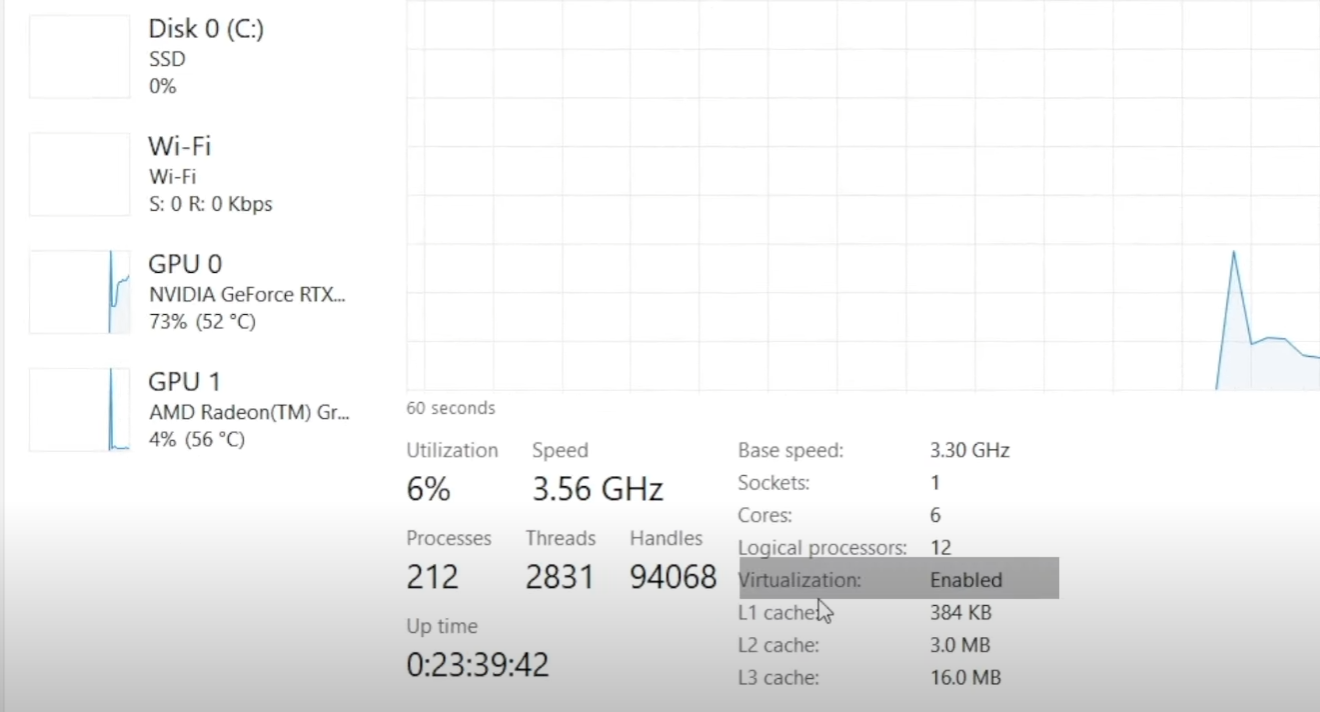 Disk 0 (C:)
SSD
0%
Wi-Fi
Wi-Fi
S: 0 R: 0 Kbps
GPU 0
NVIDIA GeForce RTX...
73% (52 °C)
GPU 1
AMD Radeon(TM) Gr...
4% (56 °C)
60 seconds
Utilization Speed
6% 3.56 GHz
Processes Threads Handles
212 2831 94068
Up time
0:23:39:42
Base speed: 3.30 GHz
Sockets: 1
Cores: 6
Logical processors: 12
Virtualization: Enabled
L1 cache: 384 KB
L2 cache: 3.0 MB
L3 cache: 16.0 MB